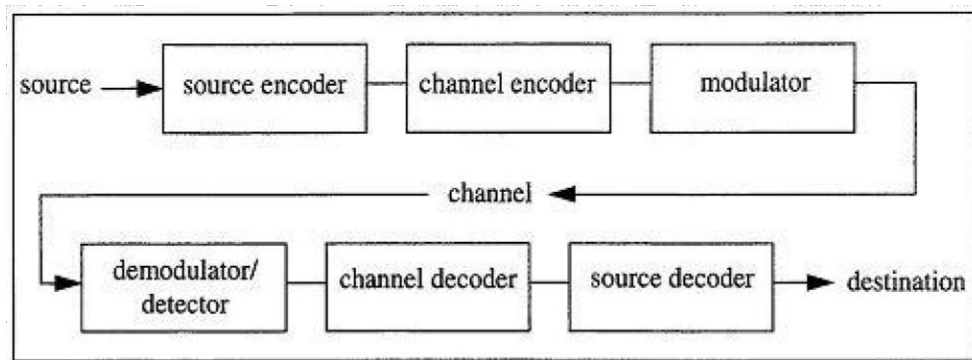 source
source encoder
channel encoder
modulator
channel
demodulator/
detector
channel decoder
source decoder
destination